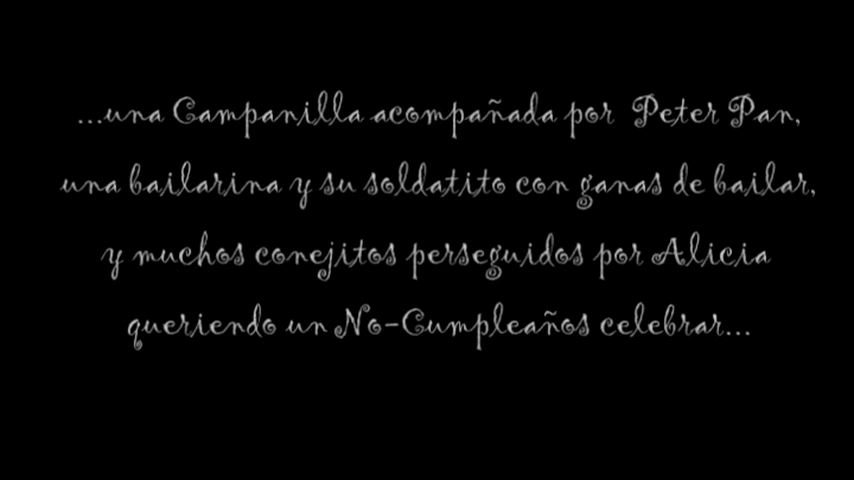 ...una Campanilla acompañada por Peter Pan,
una bailarina y su soldatito con ganas de bailar,
y muchos conejitos perseguidos por Alicia
queriendo un No-Cumpleaños celebrar...